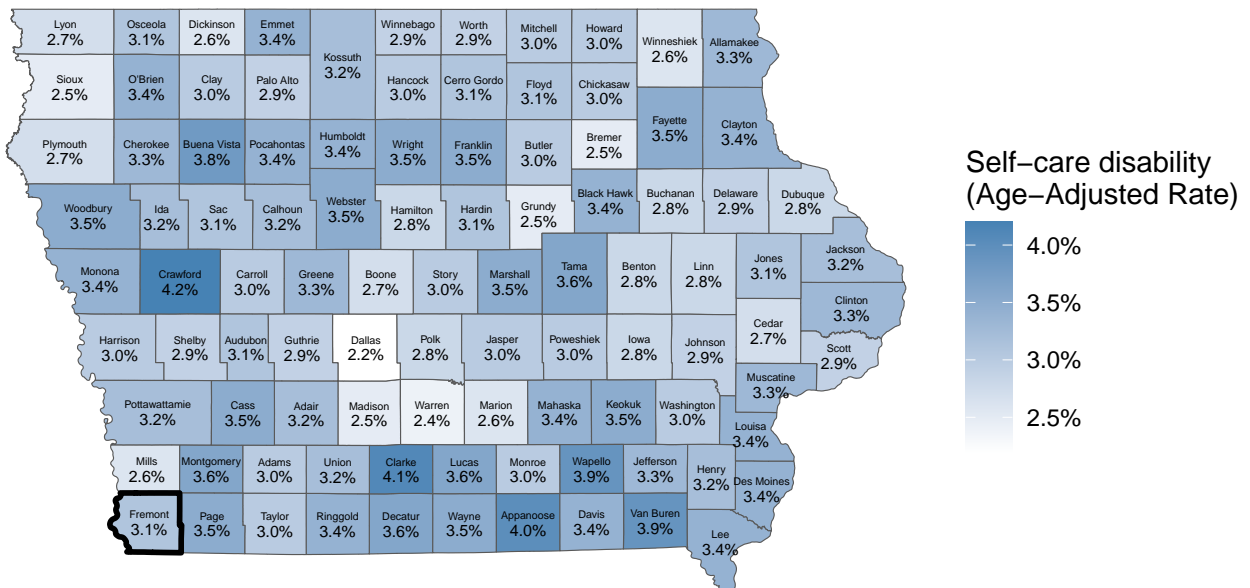 Lyon
2.7%
Osceola
3.1%
Dickinson
2.6%
Emmet
3.4%
Kossuth
3.2%
Winnebago
2.9%
Worth
2.9%
Mitchell
3.0%
Howard
3.0%
Winneshiek
2.6%
Allamakee
3.3%
Sioux
2.5%
O'Brien
3.4%
Clay
3.0%
Palo Alto
2.9%
Hancock
3.0%
Cerro Gordo
3.1%
Floyd
3.1%
Chickasaw
3.0%
Fayette
3.5%
Clayton
3.4%
Plymouth
2.7%
Cherokee
3.3%
Buena Vista
3.8%
Pocahontas
3.4%
Humboldt
3.4%
Wright
3.5%
Franklin
3.5%
Butler
3.0%
Bremer
2.5%
Woodbury
3.5%
Ida
3.2%
Sac
3.1%
Calhoun
3.2%
Webster
3.5%
Hamilton
2.8%
Hardin
3.1%
Grundy
2.5%
Black Hawk
3.4%
Buchanan
2.8%
Delaware
2.9%
Dubuque
2.8%
Monona
3.4%
Crawford
4.2%
Carroll
3.0%
Greene
3.3%
Boone
2.7%
Story
3.0%
Marshall
3.5%
Tama
3.6%
Benton
2.8%
Linn
2.8%
Jones
3.1%
Jackson
3.2%
Clinton
3.3%
Harrison
3.0%
Shelby
2.9%
Audubon
3.1%
Guthrie
2.9%
Dallas
2.2%
Polk
2.8%
Jasper
3.0%
Poweshiek
3.0%
Iowa
2.8%
Johnson
2.9%
Cedar
2.7%
Scott
2.9%
Muscatine
3.3%
Pottawattamie
3.2%
Cass
3.5%
Adair
3.2%
Madison
2.5%
Warren
2.4%
Marion
2.6%
Mahaska
3.4%
Keokuk
3.5%
Washington
3.0%
Louisa
3.4%
Mills
2.6%
Montgomery
3.6%
Adams
3.0%
Union
3.2%
Clarke
4.1%
Lucas
3.6%
Monroe
3.0%
Wapello
3.9%
Jefferson
3.3%
Henry
3.2%
Des Moines
3.4%
Fremont
3.1%
Page
3.5%
Taylor
3.0%
Ringgold
3.4%
Decatur
3.6%
Wayne
3.5%
Appanoose
4.0%
Davis
3.4%
Van Buren
3.9%
Lee
3.4%
Self−care disability
(Age−Adjusted Rate)
4.0%
3.5%
3.0%
2.5%